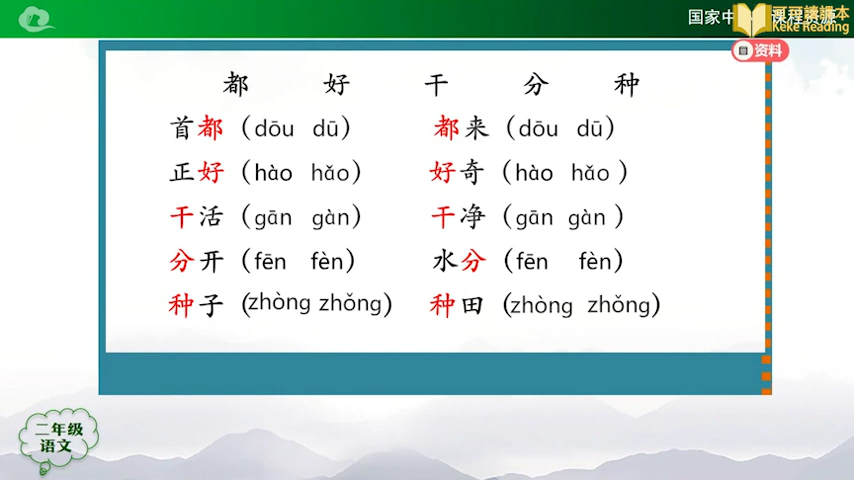 国家中 课程资源
可可读课本
Keke Reading
资料
都 好 干 分 种
首都 (dōu dū) 都来 (dōu dū)
正好 (hào hǎo) 好奇 (hào hǎo)
干活 (gān gàn) 干净 (gān gàn)
分开 (fēn fèn) 水分 (fēn fèn)
种子 (zhòng zhǒng) 种田 (zhòng zhǒng)
二年级
语文